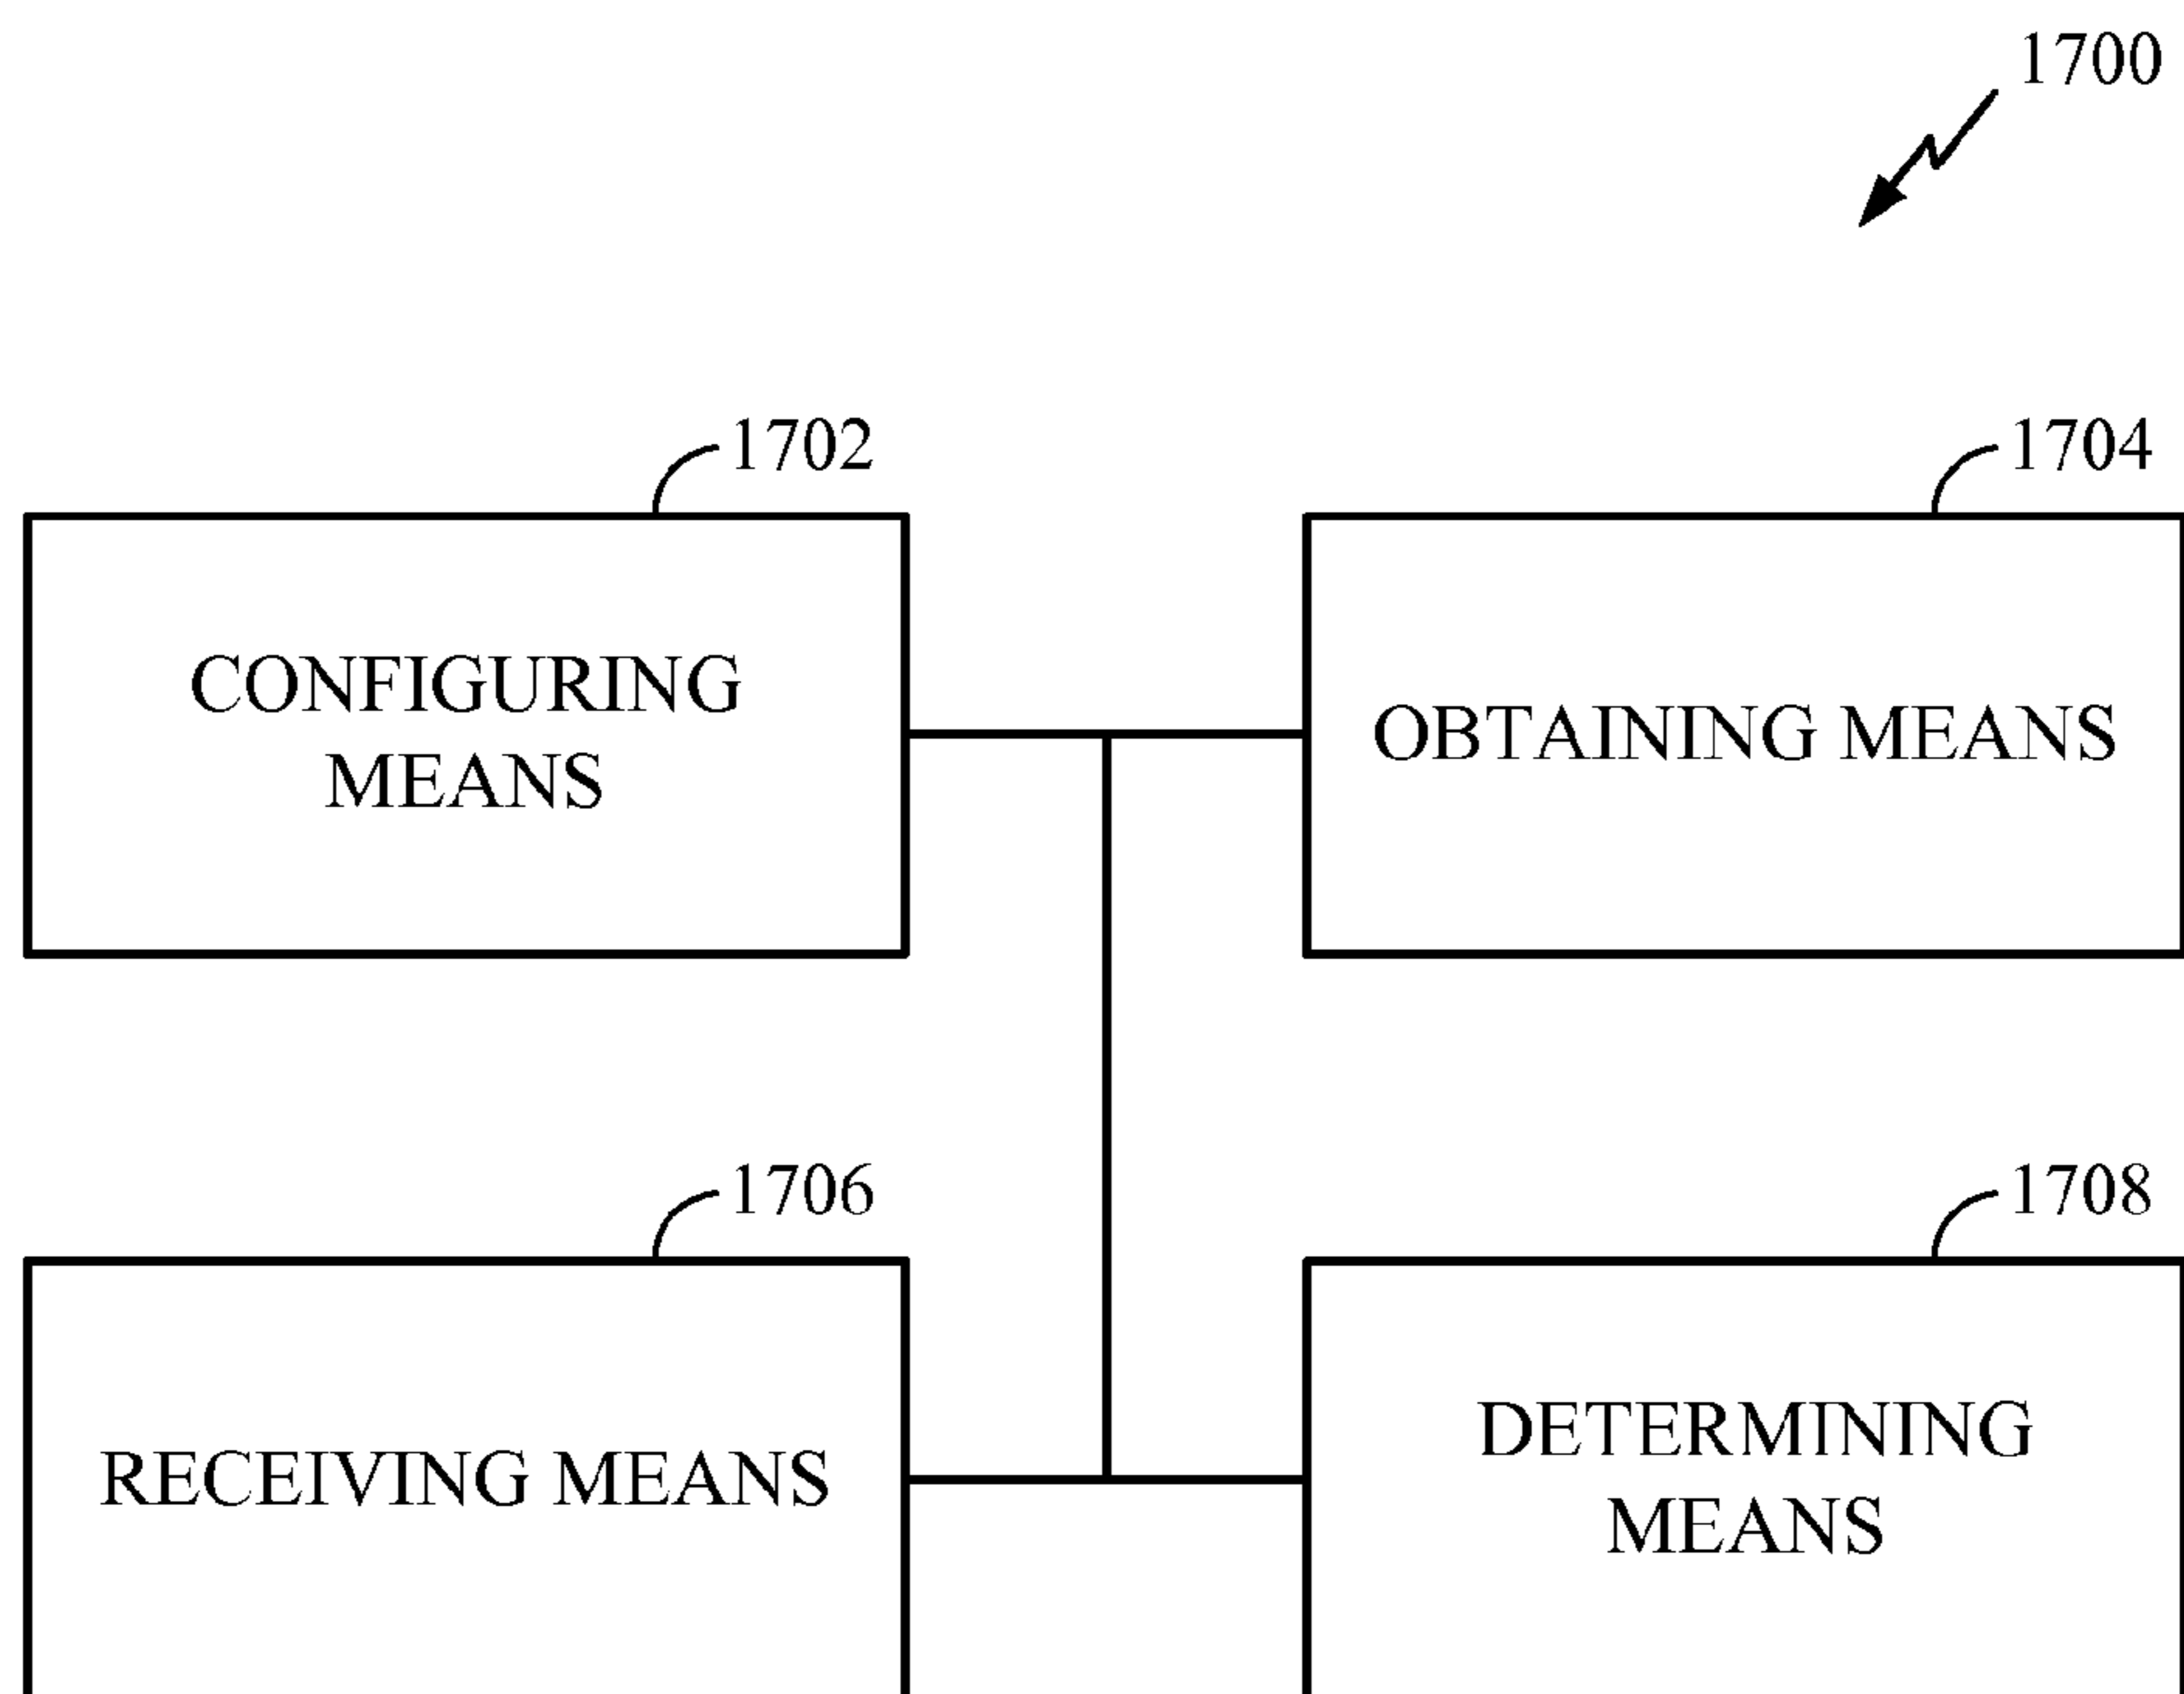 1700
1702
1704
CONFIGURING
MEANS
OBTAINING MEANS
1706
1708
RECEIVING MEANS
DETERMINING
MEANS